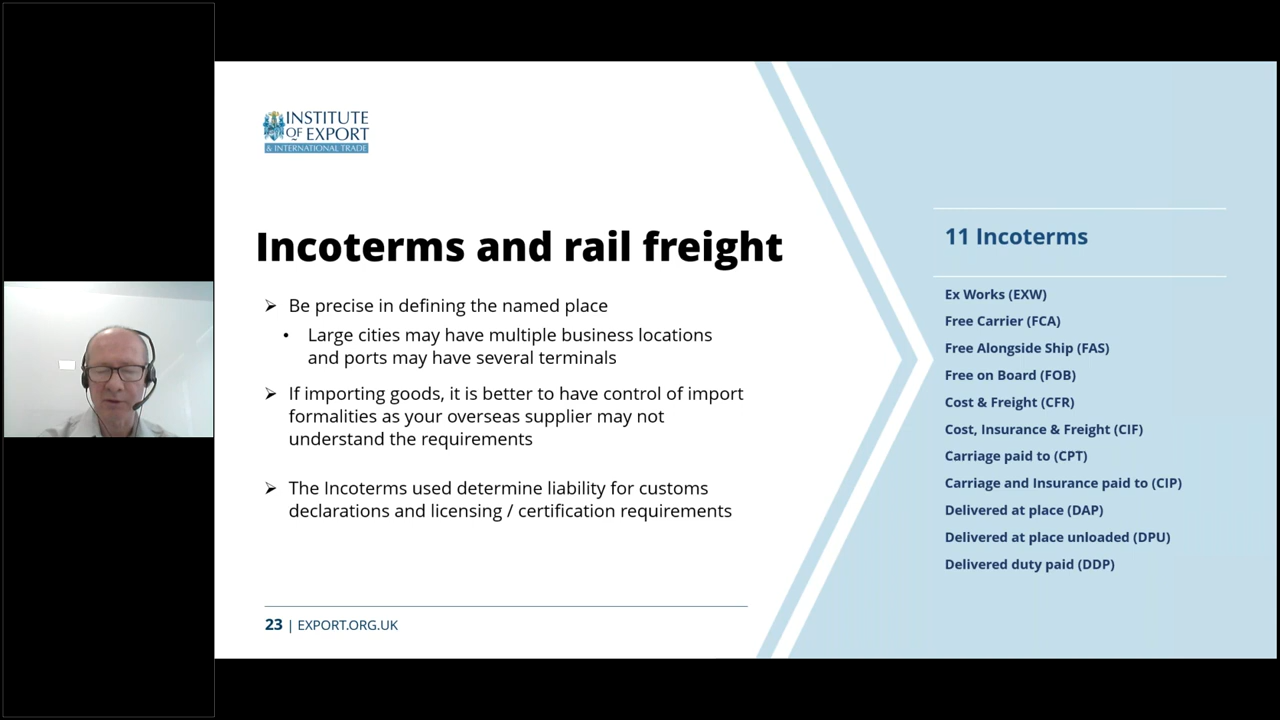 INSTITUTE
OF EXPORT
& INTERNATIONAL TRADE
Incoterms and rail freight
Be precise in defining the named place
Large cities may have multiple business locations
and ports may have several terminals
If importing goods, it is better to have control of import
formalities as your overseas supplier may not
understand the requirements
The Incoterms used determine liability for customs
declarations and licensing / certification requirements
23 | EXPORT.ORG.UK
11 Incoterms
Ex Works (EXW)
Free Carrier (FCA)
Free Alongside Ship (FAS)
Free on Board (FOB)
Cost & Freight (CFR)
Cost, Insurance & Freight (CIF)
Carriage paid to (CPT)
Carriage and Insurance paid to (CIP)
Delivered at place (DAP)
Delivered at place unloaded (DPU)
Delivered duty paid (DDP)